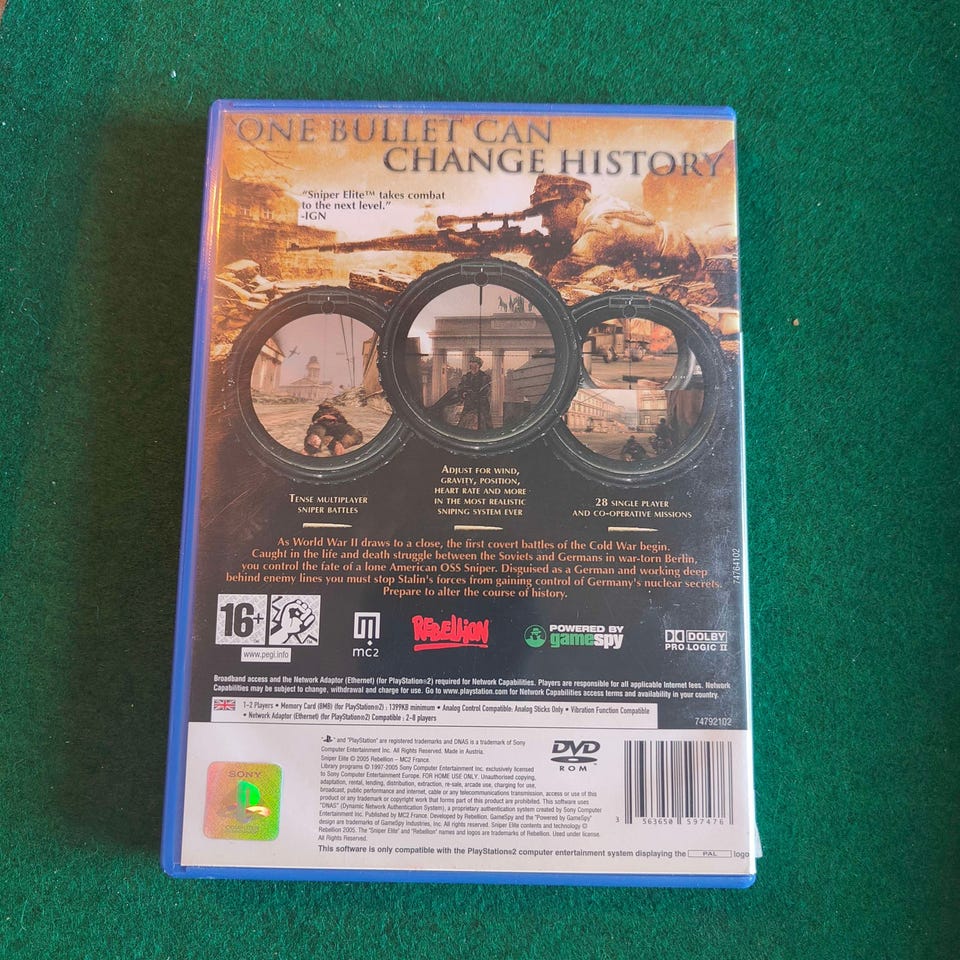 ONE BULLET CAN
CHANGE HISTORY
"Sniper Elite™ takes combat
to the next level."
-IGN
TENSE MULTIPLAYER
SNIPER BATTLES
ADJUST FOR WIND,
GRAVITY, POSITION,
HEART RATE AND MORE
IN THE MOST REALISTIC
SNIPING SYSTEM EVER
28 SINGLE PLAYER
AND CO-OPERATIVE MISSIONS
As World War II draws to a close, the first covert battles of the Cold War begin.
Caught in the life and death struggle between the Soviets and Germans in war-torn Berlin,
you control the fate of a lone American OSS Sniper. Disguised as a German and working deep
behind enemy lines you must stop Stalin's forces from gaining control of Germany's nuclear secrets.
Prepare to alter the course of history.
74764102
16+
www.pegi.info
mc2
REBELLION
POWERED BY
gamespy
DOLBY
PRO LOGIC II
Broadband access and the Network Adaptor (Ethernet) (for PlayStation®2) required for Network Capabilities. Players are responsible for all applicable Internet fees. Network
Capabilities may be subject to change, withdrawal and charge for use. Go to www.playstation.com for Network Capabilities access terms and availability in your country.
1-2 Players • Memory Card (8MB) (for PlayStation®2) : 1399KB minimum • Analog Control Compatible: Analog Sticks Only • Vibration Function Compatible
• Network Adaptor (Ethernet) (for PlayStation®2) Compatible : 2-8 players
74792102
and "PlayStation" are registered trademarks and DNAS is a trademark of Sony
Computer Entertainment Inc. All Rights Reserved. Made in Austria.
Sniper Elite © 2005 Rebellion – MC2 France.
Library programs © 1997-2005 Sony Computer Entertainment Inc. exclusively licensed
to Sony Computer Entertainment Europe. FOR HOME USE ONLY. Unauthorised copying,
adaptation, rental, lending, distribution, extraction, re-sale, arcade use, charging for use,
broadcast, public performance and internet, cable or any telecommunications transmission, access or use of this
product or any trademark or copyright work that forms part of this product are prohibited. This software uses
"DNAS" (Dynamic Network Authentication System), a proprietary authentication system created by Sony Computer
Entertainment Inc. Published by MC2 France. Developed by Rebellion. GameSpy and the "Powered by GameSpy"
design are trademarks of GameSpy Industries, Inc. All rights reserved. Sniper Elite contents and technology ©
Rebellion 2005. The "Sniper Elite" and "Rebellion" names and logos are trademarks of Rebellion. Used under license.
All Rights Reserved.
This software is only compatible with the PlayStation®2 computer entertainment system displaying the PAL logo
SONY
COMPUTER
DVD
ROM
3 563650 597476